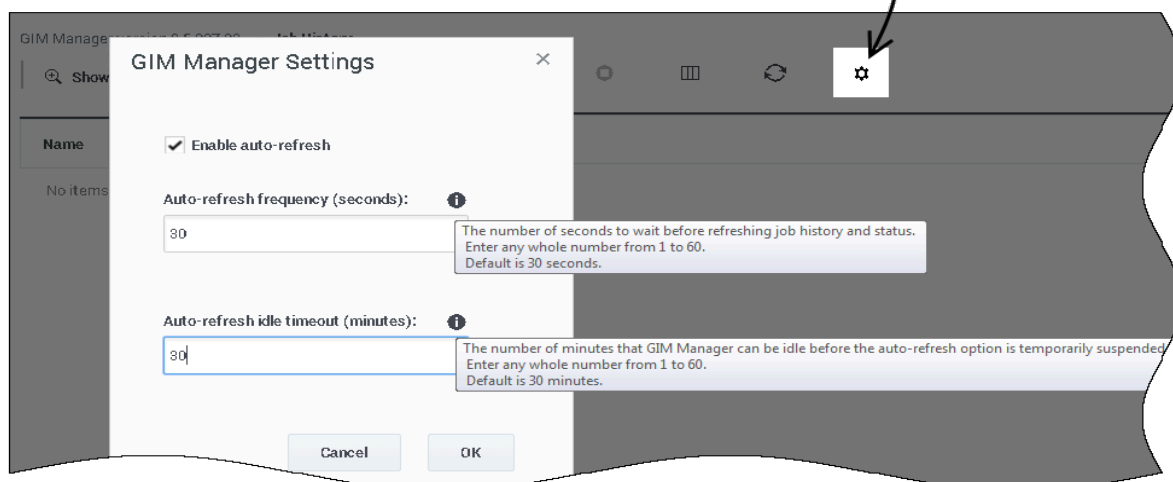 GIM Manage
Show
GIM Manager Settings
Name
Enable auto-refresh
No items
Auto-refresh frequency (seconds):
30
The number of seconds to wait before refreshing job history and status.
Enter any whole number from 1 to 60.
Default is 30 seconds.
Auto-refresh idle timeout (minutes):
30
The number of minutes that GIM Manager can be idle before the auto-refresh option is temporarily suspended
Enter any whole number from 1 to 60.
Default is 30 minutes.
Cancel
OK